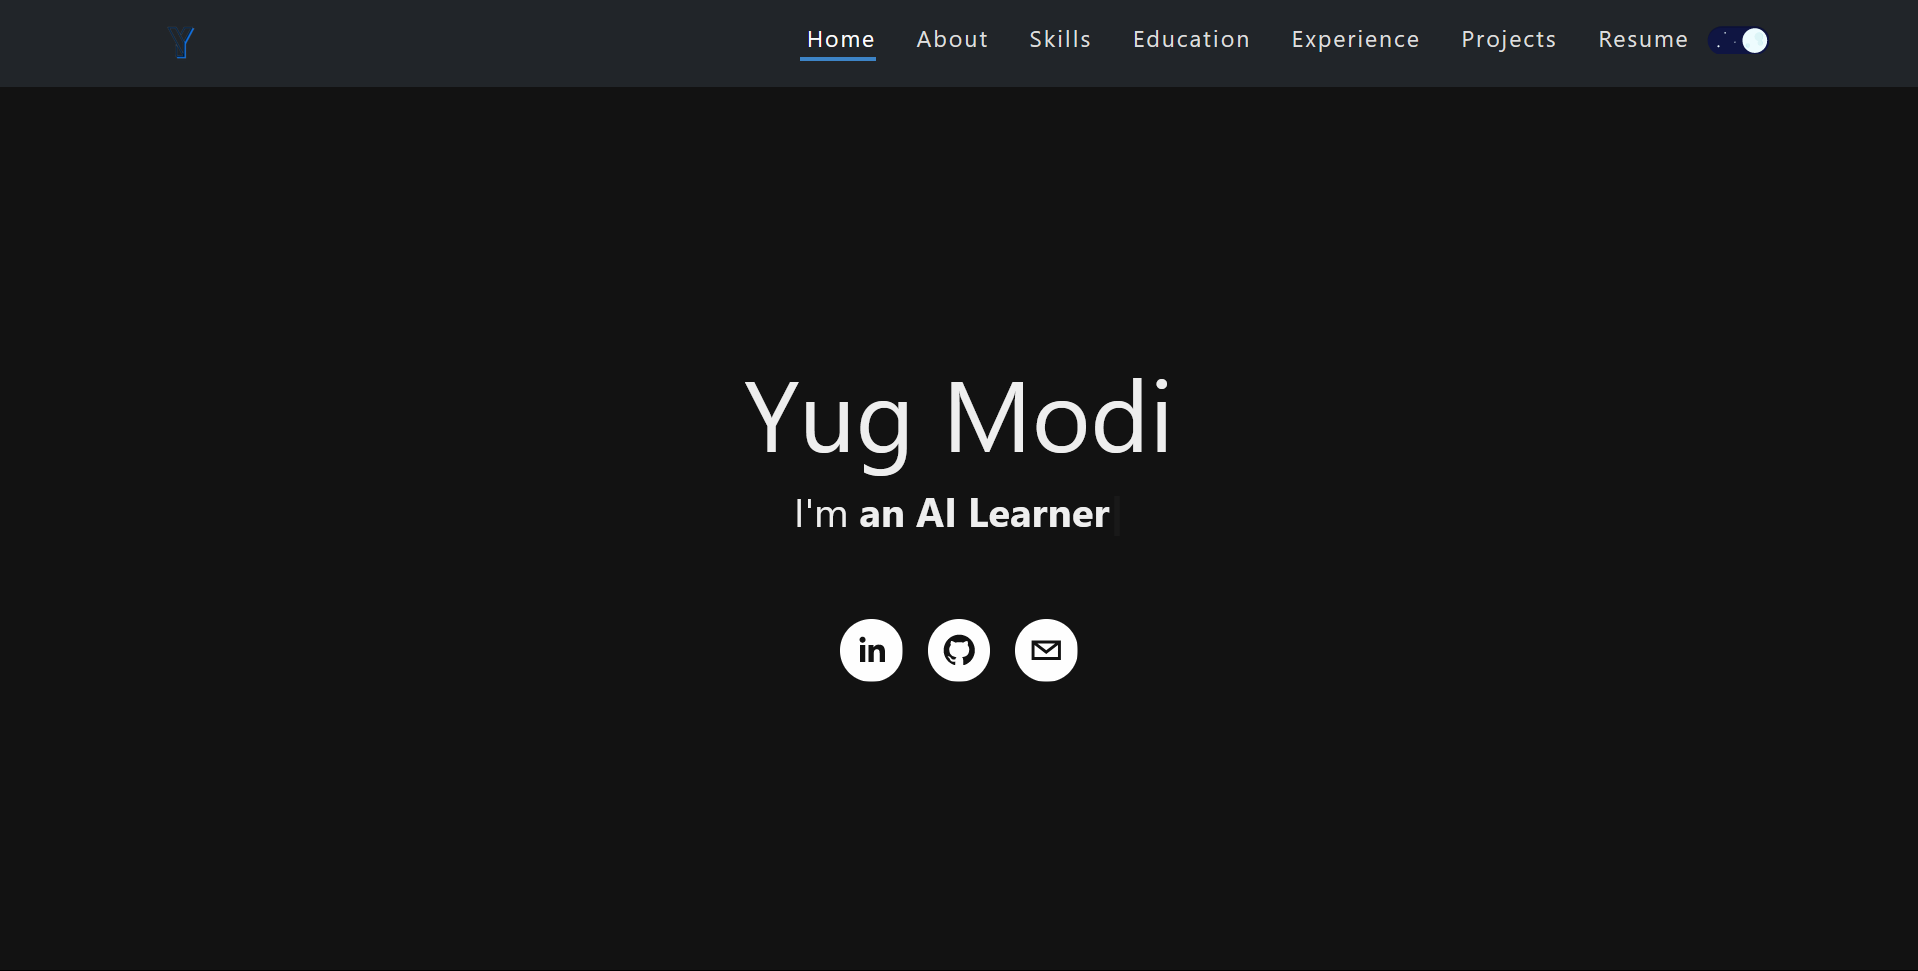 Y
Home About Skills Education Experience Projects Resume
Yug Modi
I'm an AI Learner
in